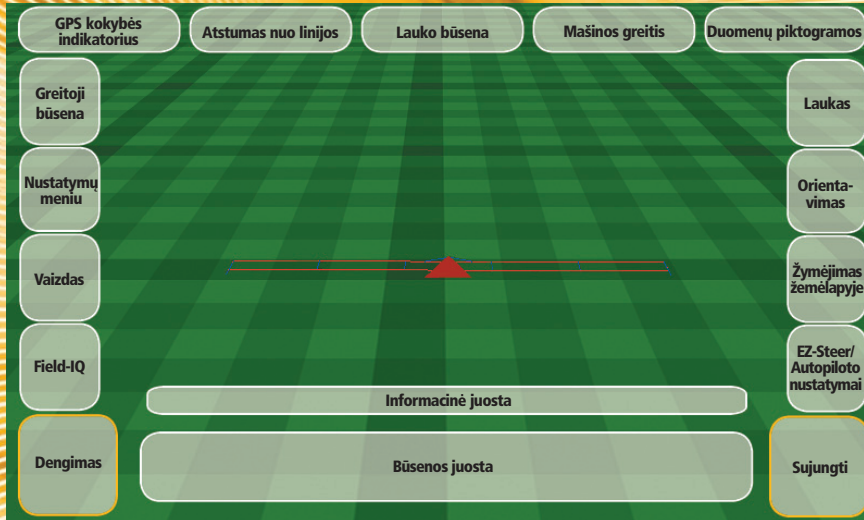 GPS kokybės
indikatorius
Atstumas nuo linijos
Lauko būsena
Mašinos greitis
Duomenų piktogramos
Greitoji
būsena
Nustatymų
meniu
Vaizdas
Field-IQ
Dengimas
Laukas
Orienta-
vimas
Žymėjimas
žemėlapyje
EZ-Steer/
Autopiloto
nustatymai
Sujungti
Informacinė juosta
Būsenos juosta